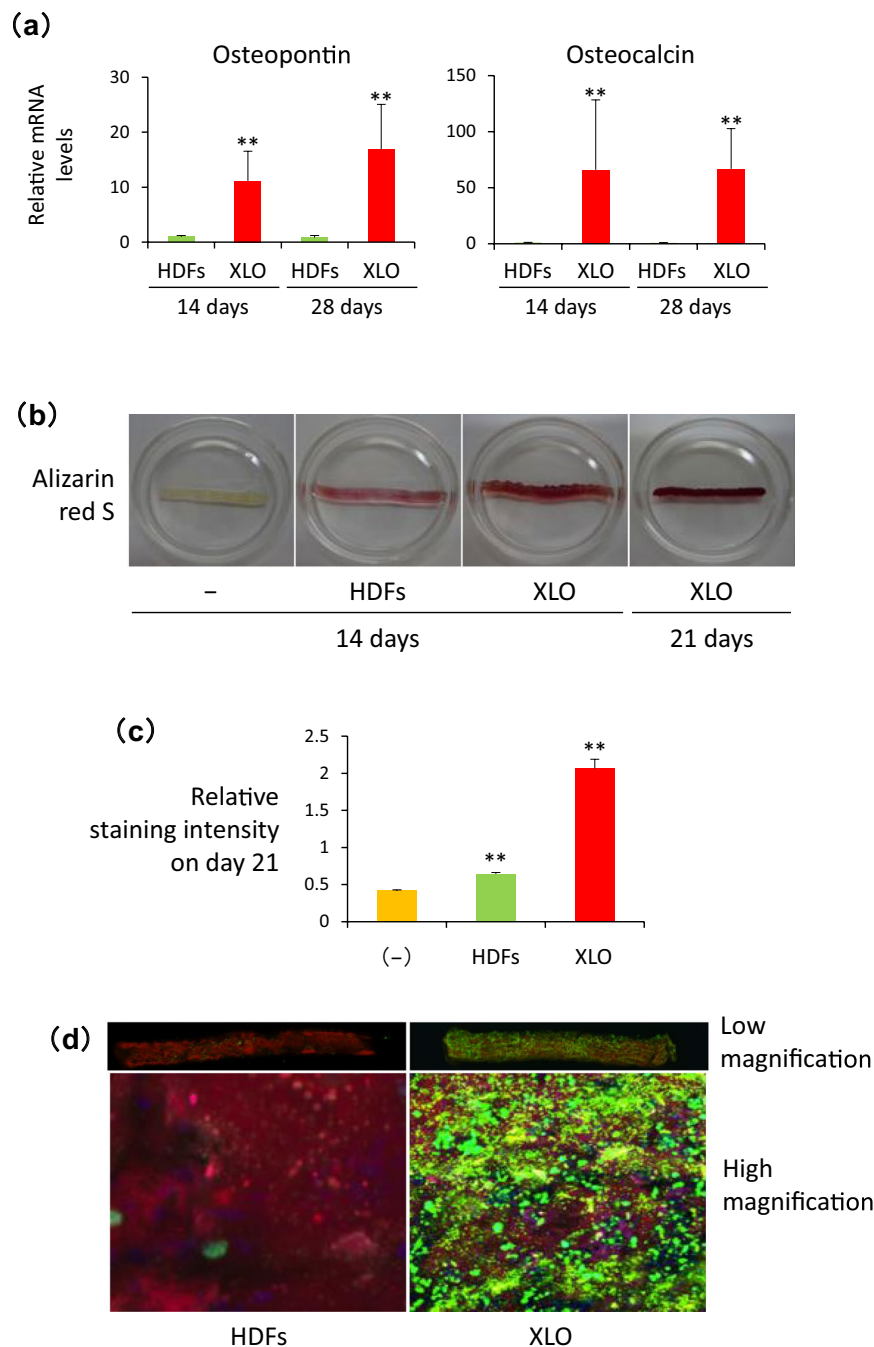 (a)
Osteopontin
Osteocalcin
Relative mRNA
levels
30
20
10
0
**
**
150
100
50
0
**
**
HDFs XLO HDFs XLO
14 days 28 days
HDFs XLO HDFs XLO
14 days 28 days
(b)
Alizarin
red S
– HDFs XLO XLO
14 days 21 days
(c)
Relative
staining intensity
on day 21
2.5
2
1.5
1
0.5
0
**
**
(–) HDFs XLO
(d)
Low
magnification
High
magnification
HDFs XLO